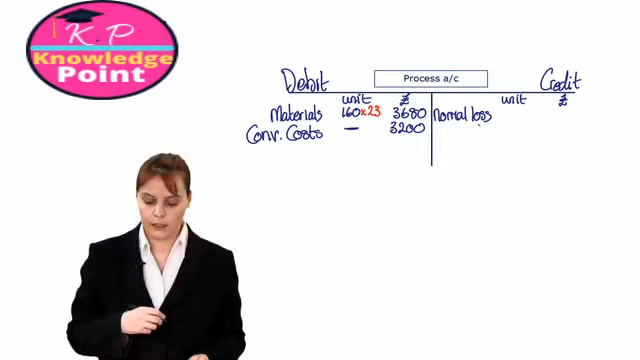 K.P
Knowledge
Point
Debit Process a/c Credit
unit £ unit £
Materials 160 x 23 3680 normal loss
Conv. Costs — 3200